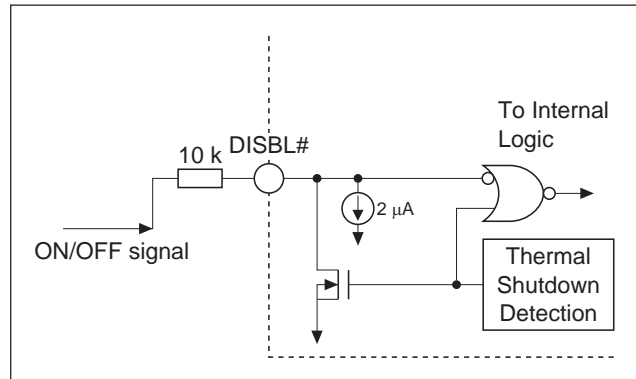 To Internal
Logic
10 k
DISBL#
2 μA
ON/OFF signal
Thermal
Shutdown
Detection